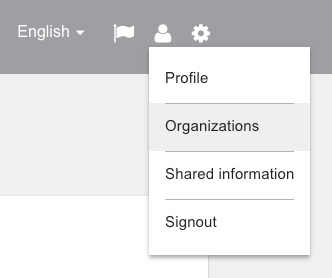 English
Profile
Organizations
Shared information
Signout